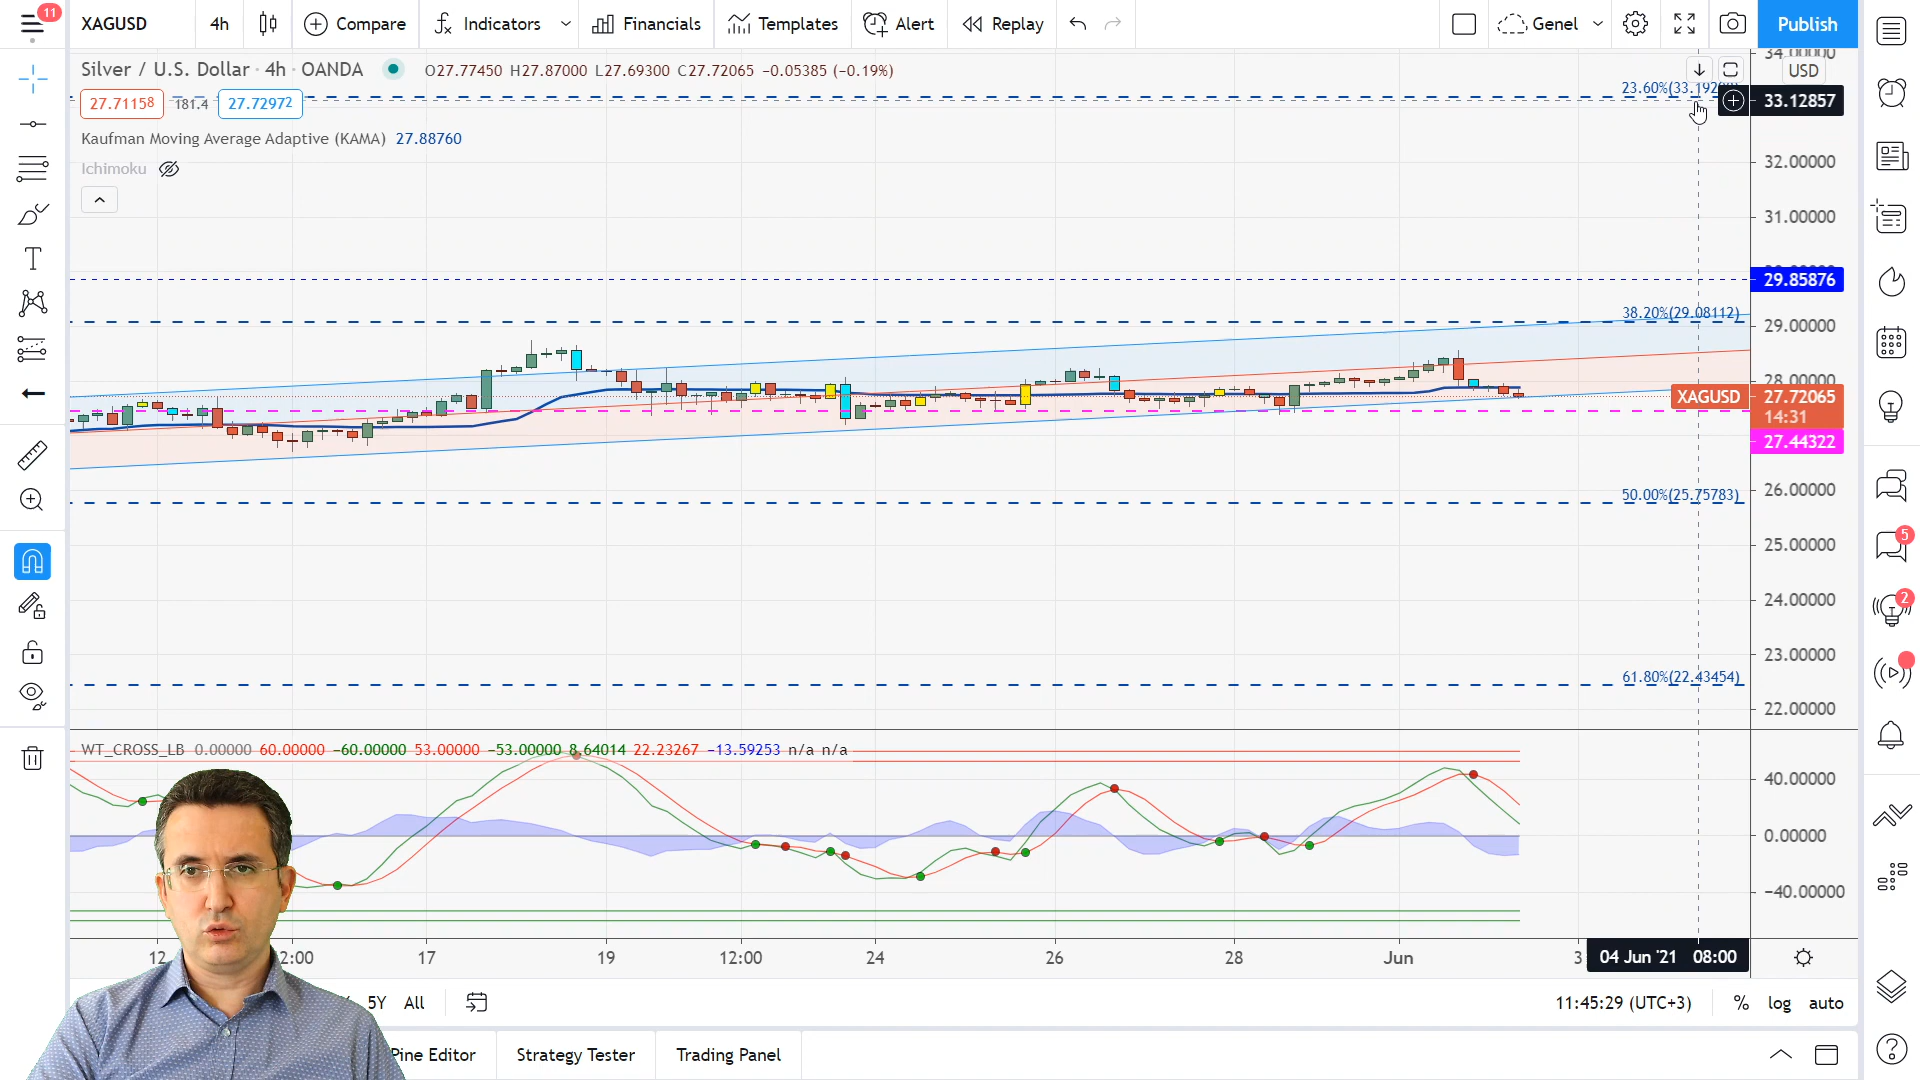 11
XAGUSD
4h
Compare
Indicators
Financials
Templates
Alert
Replay
Genel
Publish
Silver / U.S. Dollar · 4h · OANDA
O27.77450 H27.87000 L27.69300 C27.72065 −0.05385 (−0.19%)
27.71158
181.4
27.72972
Kaufman Moving Average Adaptive (KAMA) 27.88760
Ichimoku
USD
34.00000
33.12857
32.00000
31.00000
29.85876
29.00000
28.00000
XAGUSD
27.72065
14:31
27.44322
26.00000
25.00000
24.00000
23.00000
22.00000
38.20%(29.08112)
50.00%(25.75783)
61.80%(22.43454)
WT_CROSS_LB 0.00000 60.00000 −60.00000 53.00000 −53.00000 8.64014 22.23267 −13.59253 n/a n/a
40.00000
0.00000
−40.00000
12
17
19
12:00
24
26
28
Jun
3
04 Jun '21 08:00
5Y
All
11:45:29 (UTC+3)
%
log
auto
Pine Editor
Strategy Tester
Trading Panel
5
2